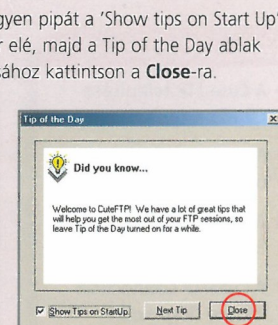 gyen pipát a 'Show tips on Start Up'
elé, majd a Tip of the Day ablak
kattintson a Close-ra.
Tip of the Day
Did you know...
Welcome to CuteFTP! We have a lot of great tips that
will help you get the most out of your FTP sessions, so
leave Tip of the Day turned on for a while.
Show Tips on StartUp
Next Tip
Close